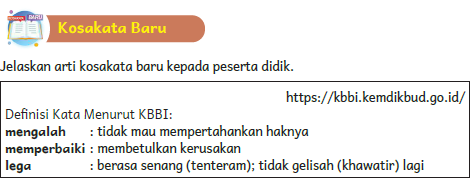 BARU
Kosakata Baru
Jelaskan arti kosakata baru kepada peserta didik.
https://kbbi.kemdikbud.go.id/
Definisi Kata Menurut KBBI:
mengalah : tidak mau mempertahankan haknya
memperbaiki : membetulkan kerusakan
lega : berasa senang (tenteram); tidak gelisah (khawatir) lagi